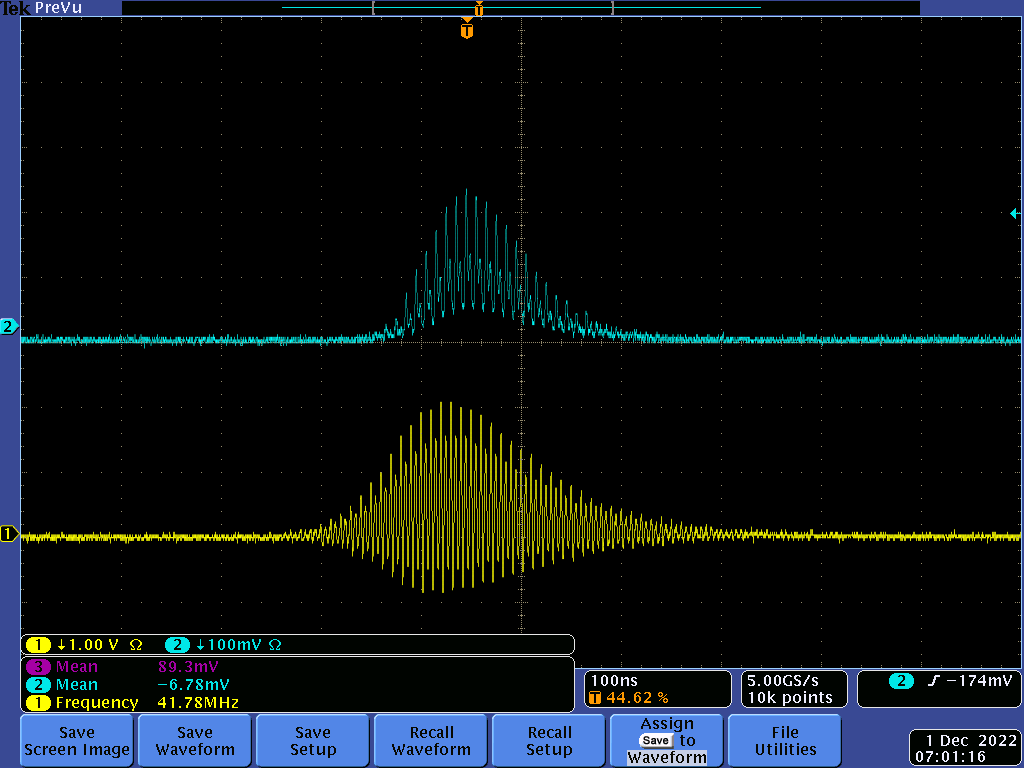 Tek PreVu
T
T
2
1
1 ↓1.00 V Ω 2 ↓100mV Ω
3 Mean 89.3mV
2 Mean −6.78mV
1 Frequency 41.78MHz
100ns
T 44.62 %
5.00GS/s
10k points
2 ⌡ −174mV
Save
Screen Image
Save
Waveform
Save
Setup
Recall
Waveform
Recall
Setup
Assign
Save to
Waveform
File
Utilities
1 Dec 2022
07:01:16